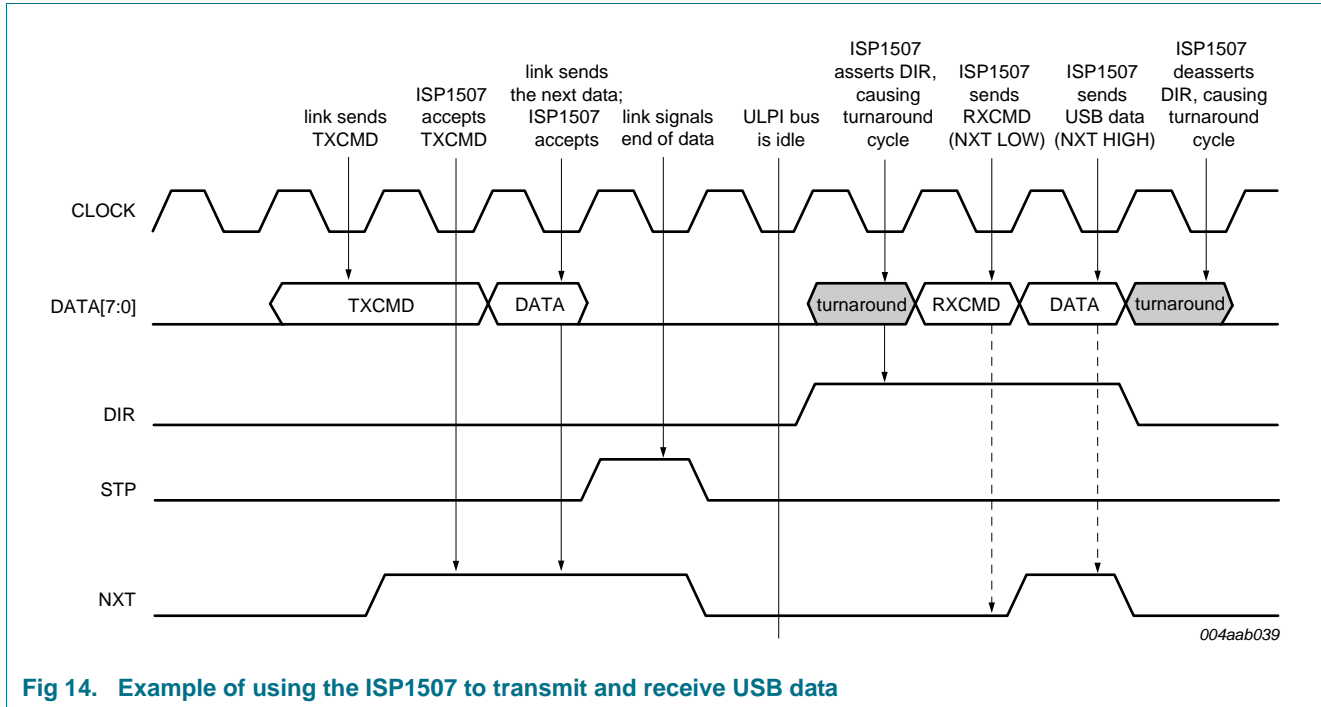 link sends
TXCMD
ISP1507
accepts
TXCMD
link sends
the next data;
ISP1507
accepts
link signals
end of data
ULPI bus
is idle
ISP1507
asserts DIR,
causing
turnaround
cycle
ISP1507
sends
RXCMD
(NXT LOW)
ISP1507
sends
USB data
(NXT HIGH)
ISP1507
deasserts
DIR, causing
turnaround
cycle
CLOCK
DATA[7:0]
TXCMD
DATA
turnaround
RXCMD
DATA
turnaround
DIR
STP
NXT
004aab039
Fig 14. Example of using the ISP1507 to transmit and receive USB data